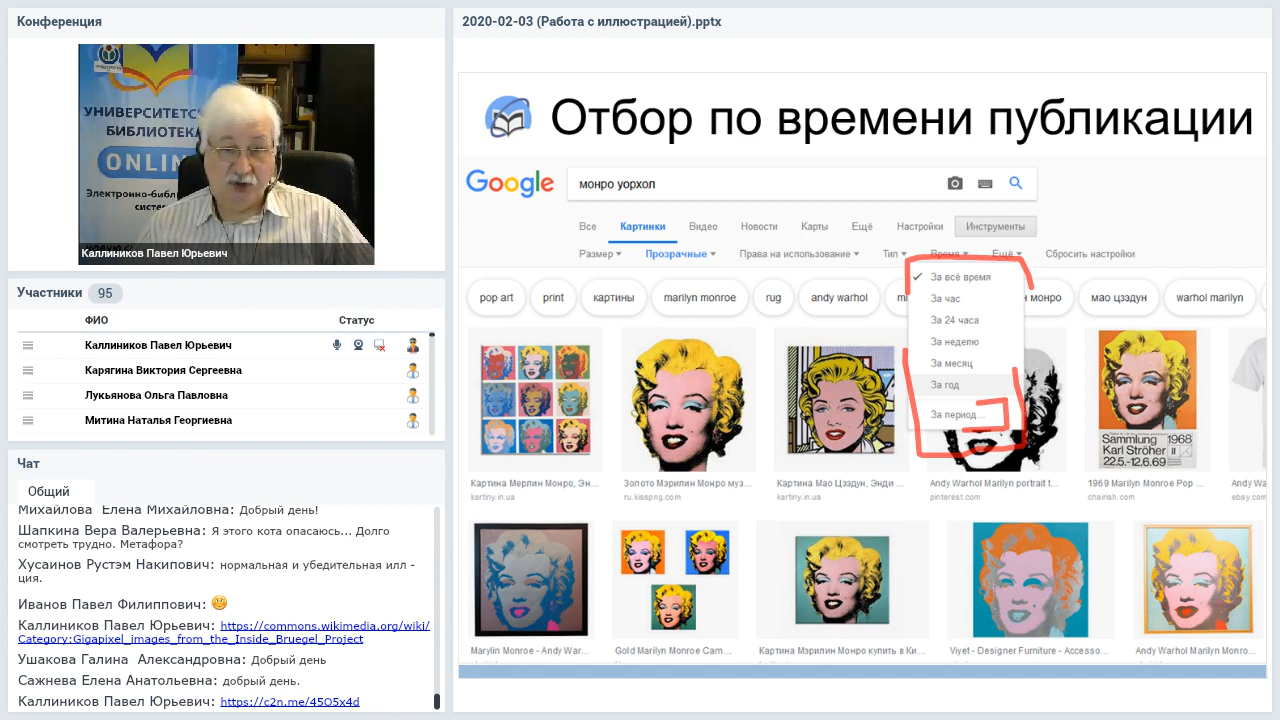 Конференция
УНИВЕРСИТЕТС
БИБЛИОТЕКА
ONLIN
Электронно-биб
систе
Каллиников Павел Юрьевич
Участники 95
ФИО Статус
Каллиников Павел Юрьевич
Карягина Виктория Сергеевна
Лукьянова Ольга Павловна
Митина Наталья Георгиевна
Чат
Общий
Михайлова Елена Михайловна: Добрый день!
Шапкина Вера Валерьевна: Я этого кота опасаюсь... Долго
смотреть трудно. Метафора?
Хусаинов Рустэм Накипович: нормальная и убедительная илл -
ция.
Иванов Павел Филиппович:
Каллиников Павел Юрьевич: https://commons.wikimedia.org/wiki/
Category:Gigapixel_images_from_the_Inside_Bruegel_Project
Ушакова Галина Александровна: Добрый день
Сажнева Елена Анатольевна: добрый день.
Каллиников Павел Юрьевич: https://c2n.me/45O5x4d
2020-02-03 (Работа с иллюстрацией).pptx
Отбор по времени публикации
Google монро уорхол
Все Картинки Видео Новости Карты Ещё Настройки Инструменты
Размер Прозрачные Права на использование Тип Время Ещё Сбросить настройки
За всё время
За час
За 24 часа
За неделю
За месяц
За год
За период...
pop art print картины marilyn monroe rug andy warhol монро мао цзэдун warhol marilyn
Sammlung 1968
Karl Ströher
22.5.-12.6.69
Картина Мерлин Монро, Эн... Золото Мэрилин Монро муз... Картина Мао Цзэдун, Энди ... Andy Warhol Marilyn portrait t... 1968 Marilyn Monroe Pop ... Andy Wa
kartiny.in.ua ru.kisspng.com kartiny.in.ua pinterest.com chairish.com ebay.com
Marylin Monroe - Andy War... Gold Marilyn Monroe Cam... Картина Мэрилин Монро купить в Ки... Viyet - Designer Furniture - Accesso... Andy Warhol Marilyn Monro